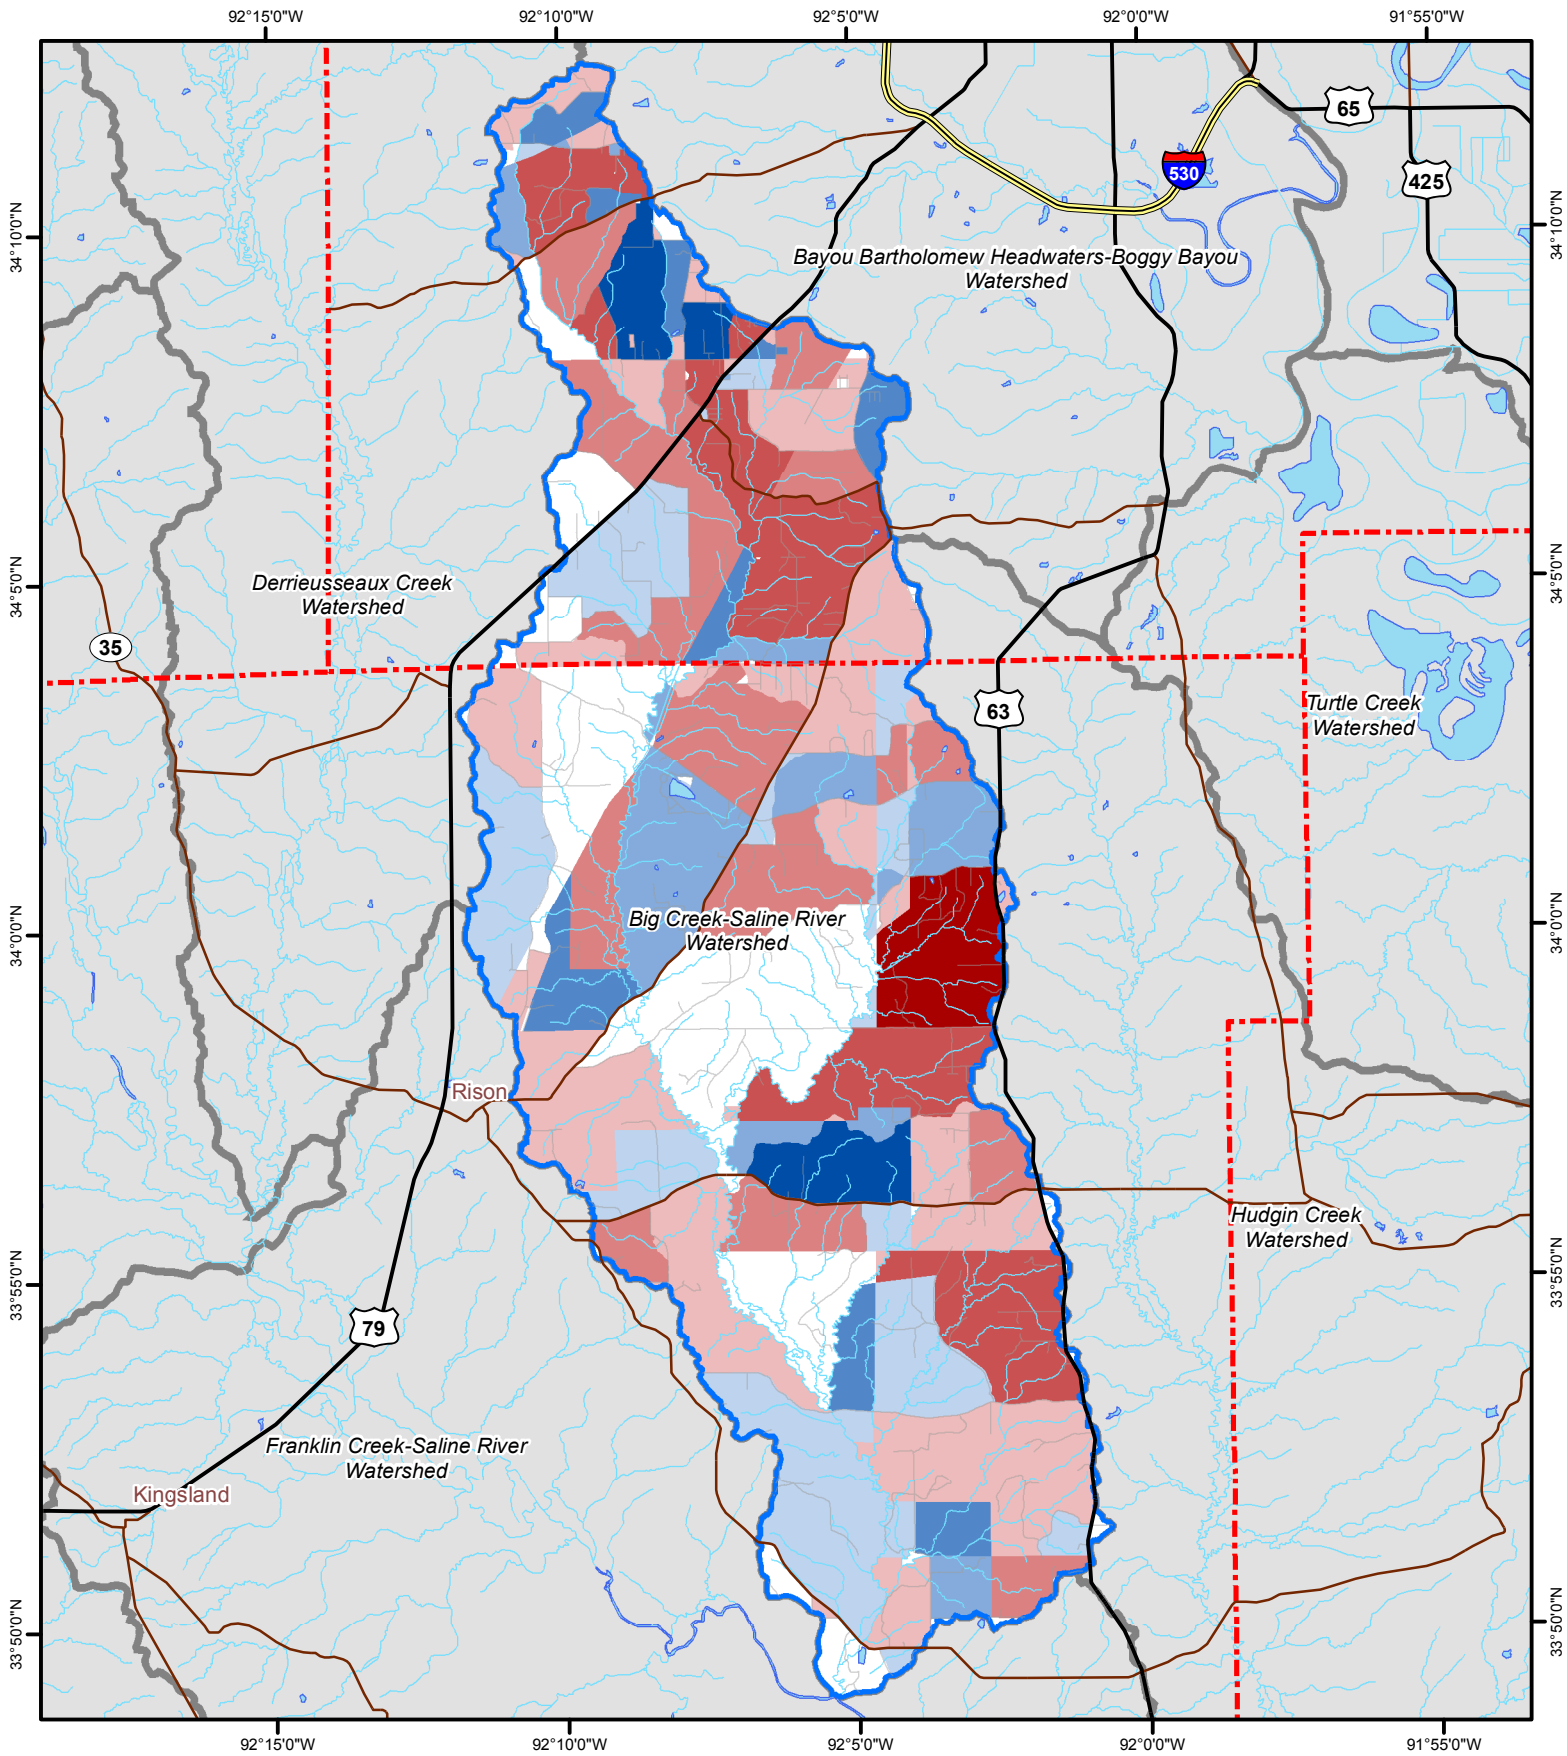 92°15'0"W
92°10'0"W
92°5'0"W
92°0'0"W
91°55'0"W
65
530
425
34°10'0"N
34°10'0"N
Bayou Bartholomew Headwaters-Boggy Bayou
Watershed
34°5'0"N
34°5'0"N
Derrieusseaux Creek
Watershed
35
63
Turtle Creek
Watershed
34°0'0"N
34°0'0"N
Big Creek-Saline River
Watershed
Rison
Hudgin Creek
Watershed
33°55'0"N
33°55'0"N
79
Franklin Creek-Saline River
Watershed
Kingsland
33°50'0"N
33°50'0"N
92°15'0"W
92°10'0"W
92°5'0"W
92°0'0"W
91°55'0"W